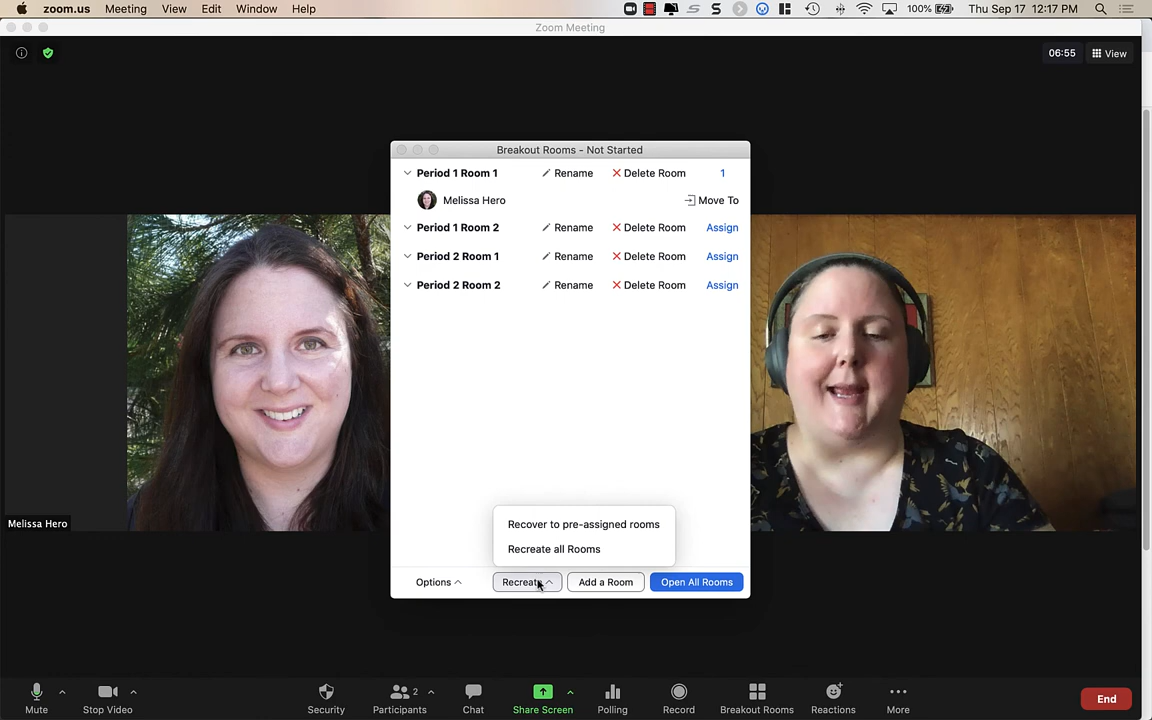 zoom.us Meeting View Edit Window Help 100% Thu Sep 17 12:17 PM
Zoom Meeting
06:55 View
Breakout Rooms - Not Started
Period 1 Room 1 Rename Delete Room 1
Melissa Hero Move To
Period 1 Room 2 Rename Delete Room Assign
Period 2 Room 1 Rename Delete Room Assign
Period 2 Room 2 Rename Delete Room Assign
Melissa Hero
Recover to pre-assigned rooms
Recreate all Rooms
Options Recreate Add a Room Open All Rooms
2
Mute Stop Video Security Participants Chat Share Screen Polling Record Breakout Rooms Reactions More End